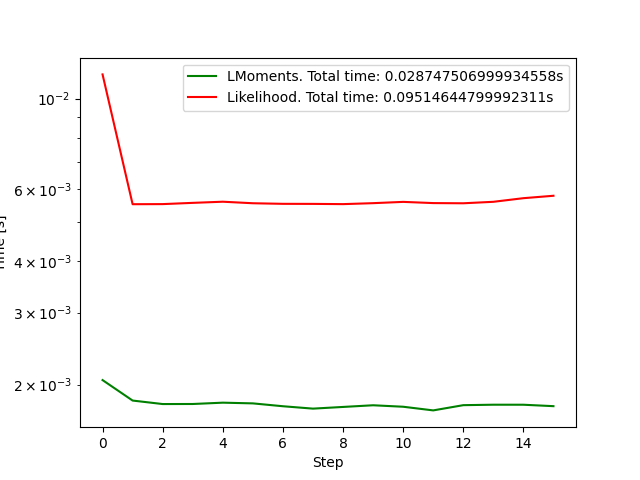 LMoments. Total time: 0.028747506999934558s
Likelihood. Total time: 0.09514644799992311s
10⁻²
6 × 10⁻³
4 × 10⁻³
3 × 10⁻³
2 × 10⁻³
Time [s]
0 2 4 6 8 10 12 14
Step